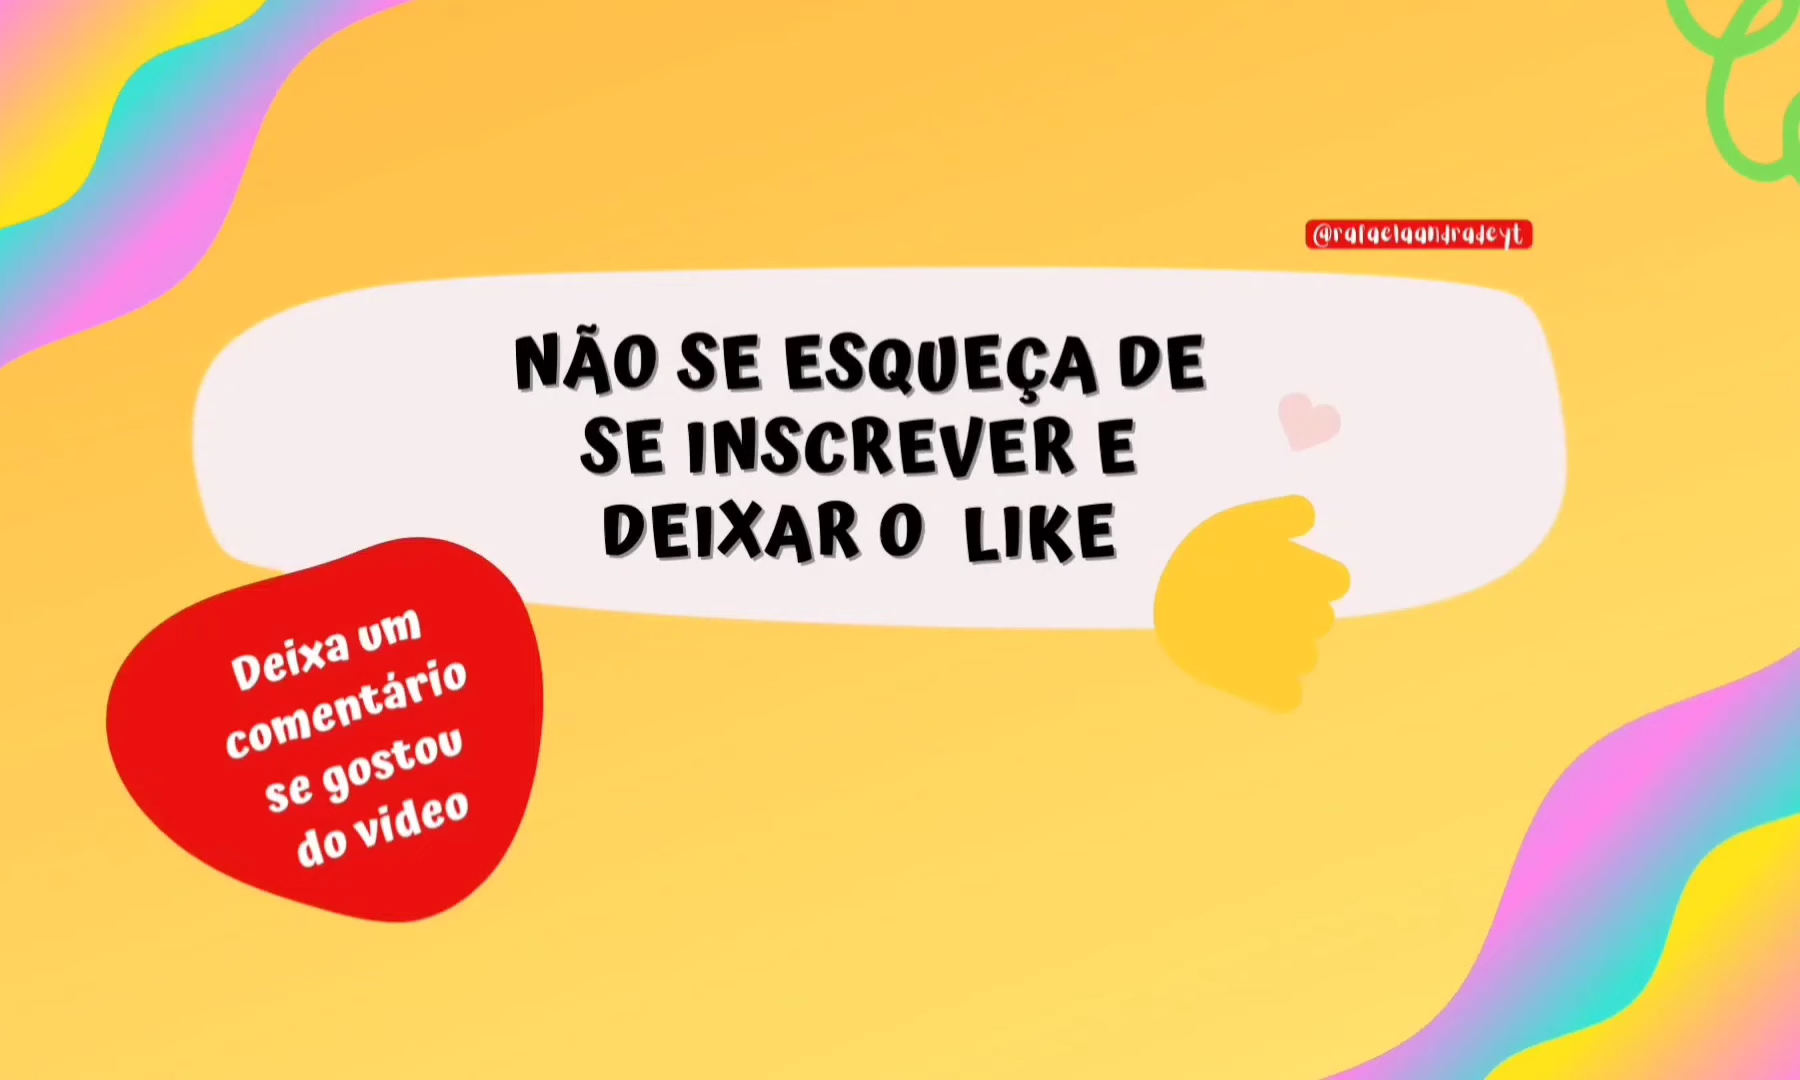 @rafaelaandradeyt
NÃO SE ESQUEÇA DE
SE INSCREVER E
DEIXAR O LIKE
Deixa um
comentário
se gostou
do video